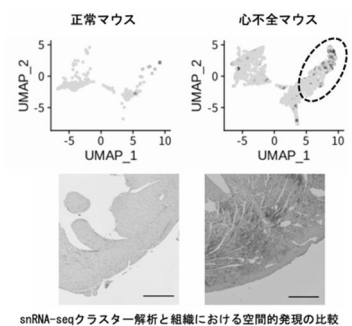 正常マウス
心不全マウス
UMAP_2
5
0
-5
-5 0 5 10
UMAP_1
UMAP_2
5
0
-5
-5 0 5 10
UMAP_1
snRNA-seqクラスター解析と組織における空間的発現の比較